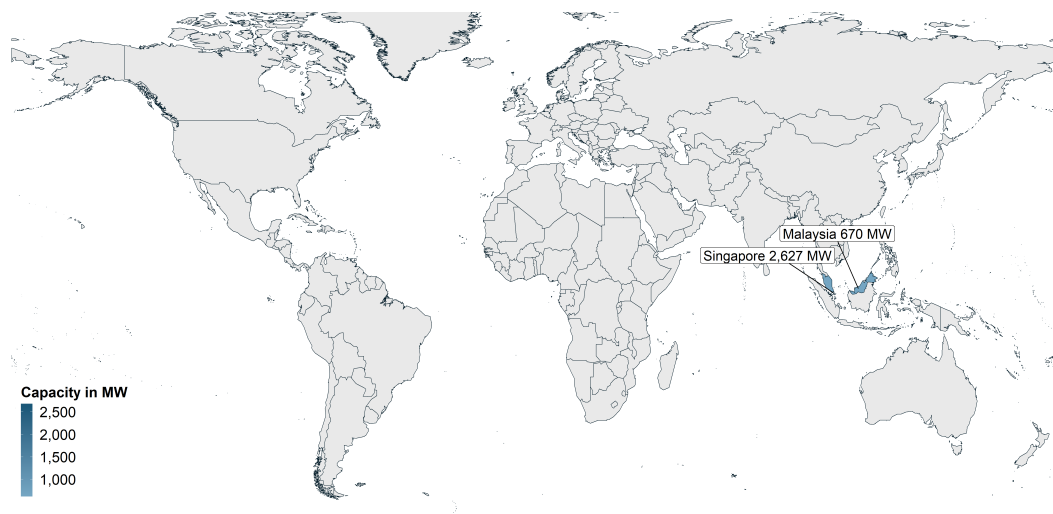 Malaysia 670 MW
Singapore 2,627 MW
Capacity in MW
2,500
2,000
1,500
1,000